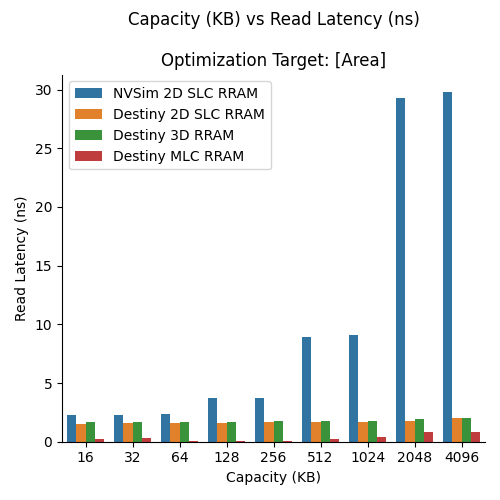 Capacity (KB) vs Read Latency (ns)
Optimization Target: [Area]
NVSim 2D SLC RRAM
Destiny 2D SLC RRAM
Destiny 3D RRAM
Destiny MLC RRAM
30
25
20
15
10
5
0
Read Latency (ns)
16 32 64 128 256 512 1024 2048 4096
Capacity (KB)